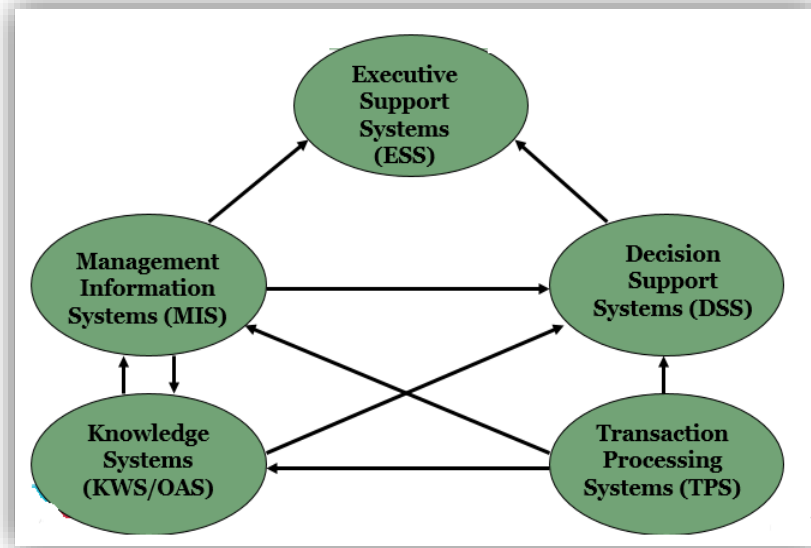 Executive
Support
Systems
(ESS)
Management
Information
Systems (MIS)
Decision
Support
Systems (DSS)
Knowledge
Systems
(KWS/OAS)
Transaction
Processing
Systems (TPS)